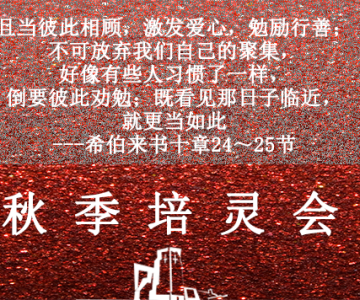 且当彼此相顾，激发爱心，勉励行善；
不可放弃我们自己的聚集，
好像有些人习惯了一样，
倒要彼此劝勉；既看见那日子临近，
就更当如此
---希伯来书十章24～25节
秋季培灵会